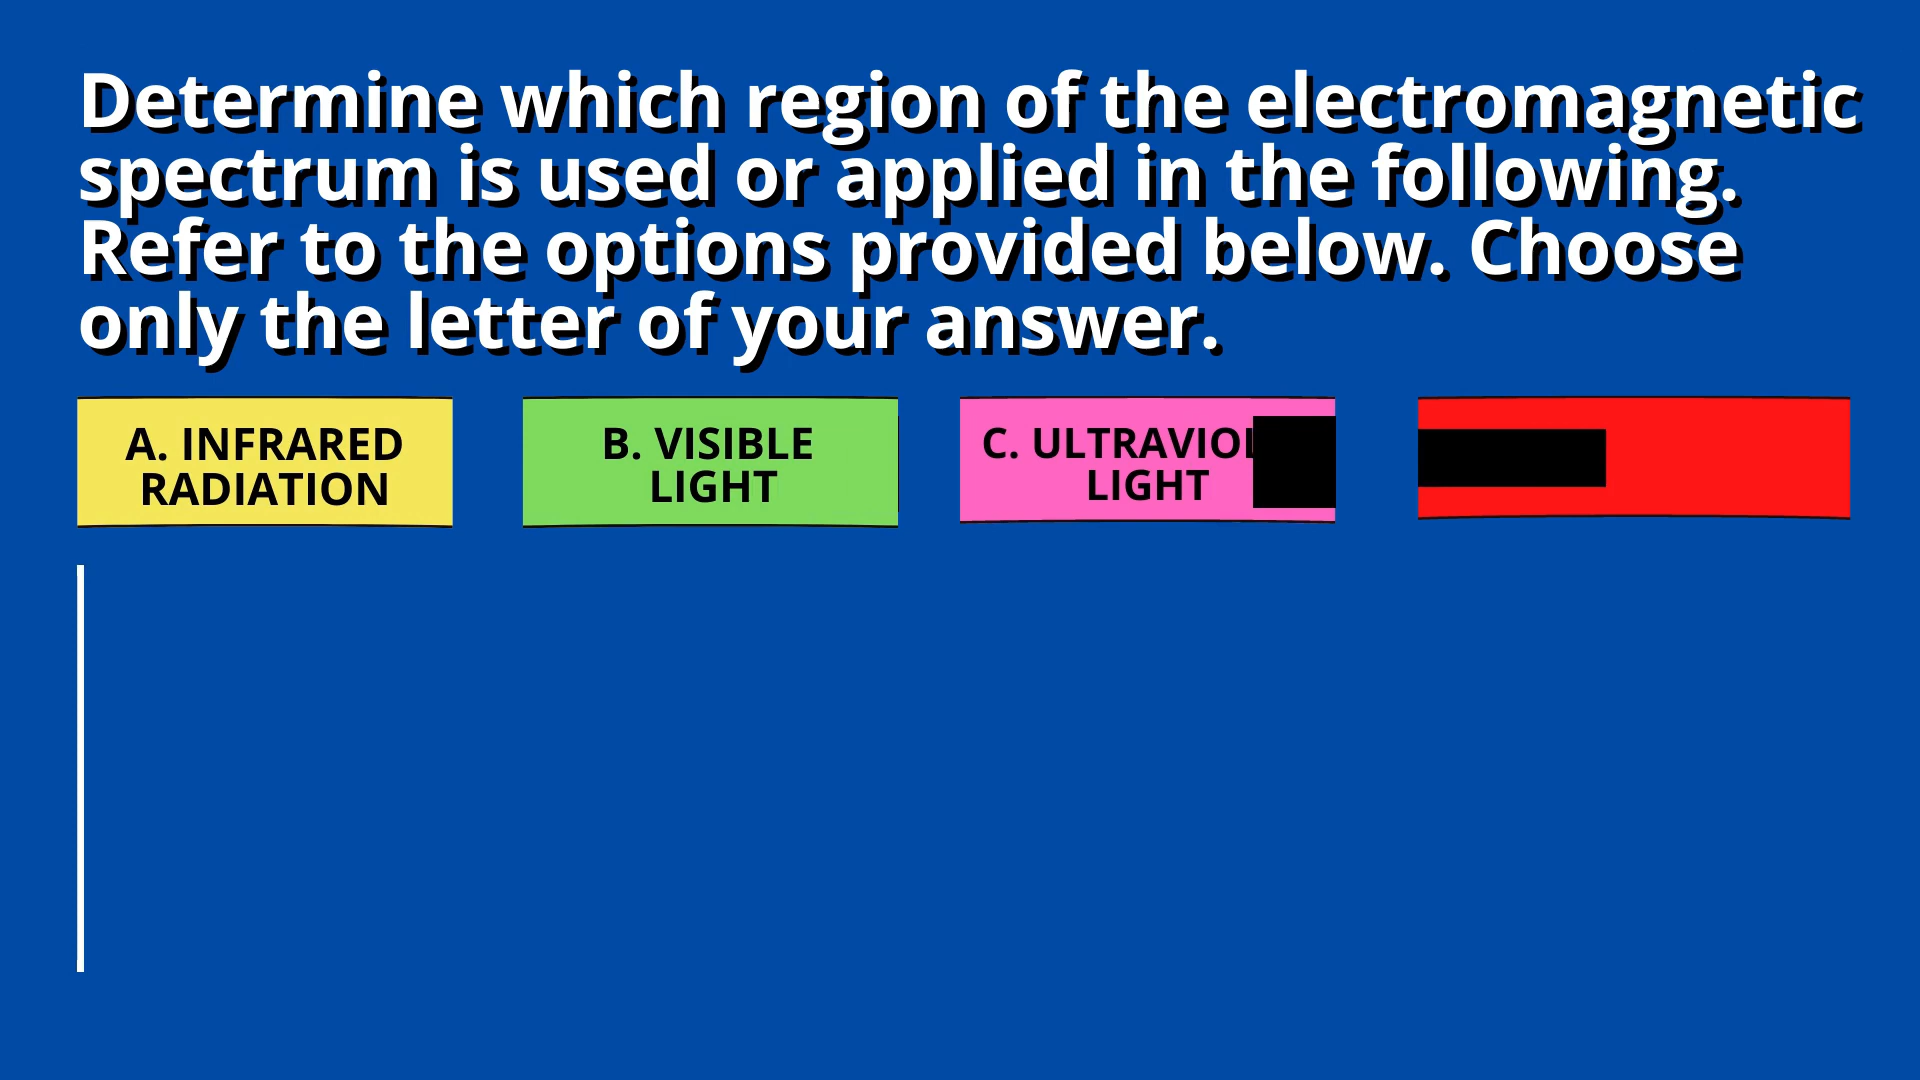 Determine which region of the electromagnetic
spectrum is used or applied in the following.
Refer to the options provided below. Choose
only the letter of your answer.
A. INFRARED
RADIATION
B. VISIBLE
LIGHT
C.
LIGHT